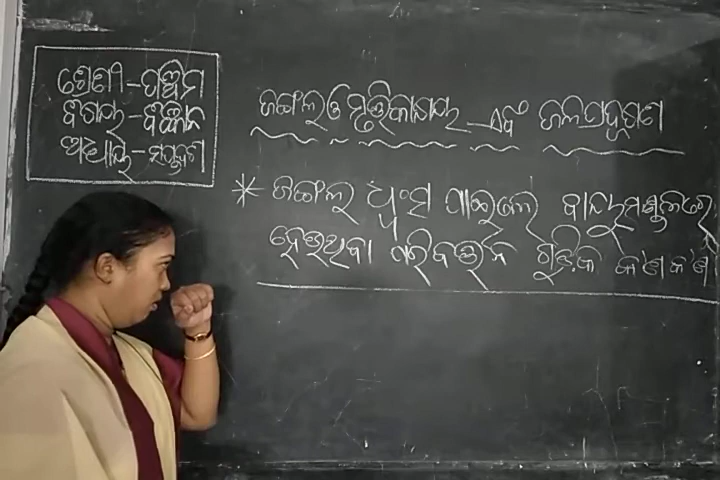 ଶ୍ରେଣୀ - ପଞ୍ଚମ
ବିଷୟ - ବିଜ୍ଞାନ
ଅଧ୍ୟାୟ - ସପ୍ତଦଶ
ଜଙ୍ଗଲ ଓ ମୃତ୍ତିକାକ୍ଷୟ ଏବଂ ଜଳପ୍ରଦୂଷଣ
* ଜଙ୍ଗଲ ଧ୍ୱଂସ ପାଇଲେ ବାୟୁମଣ୍ଡଳରେ
ହେଉଥିବା ପରିବର୍ତ୍ତନ ଗୁଡ଼ିକ କ'ଣ କ'ଣ